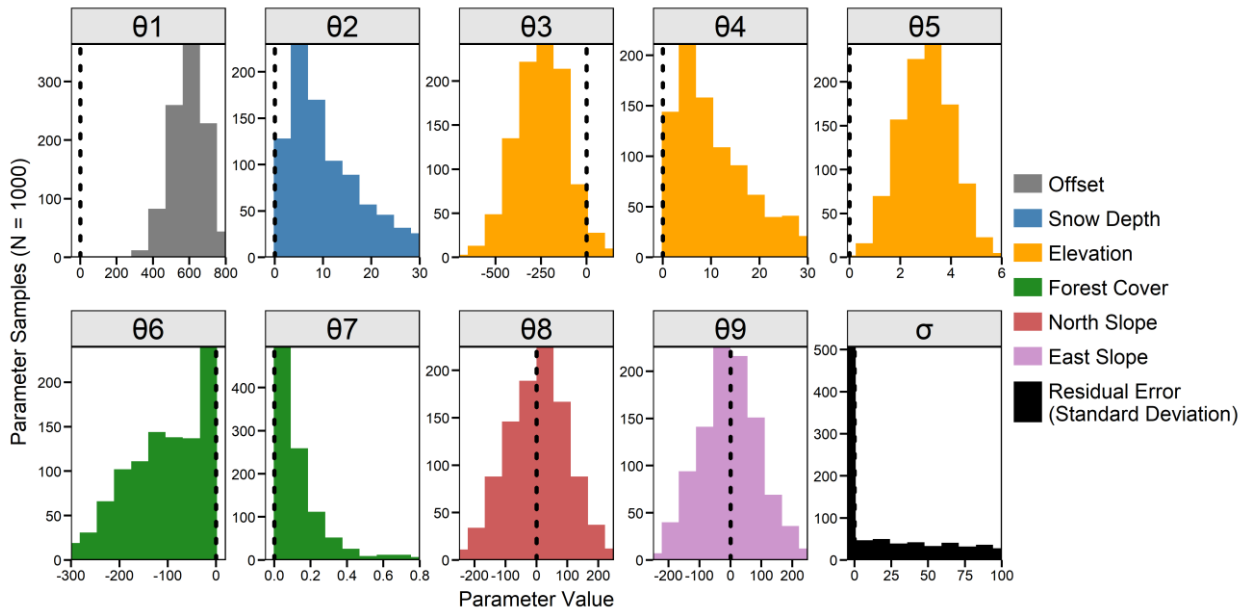 θ1 θ2 θ3 θ4 θ5
Parameter Samples (N = 1000)
300
200
100
0
0 200 400 600 800
200
150
100
50
0
0 10 20 30
200
150
100
50
0
-500 -250 0
200
150
100
50
0
0 10 20 30
200
150
100
50
0
0 2 4 6
θ6 θ7 θ8 θ9 σ
200
150
100
50
0
-300 -200 -100 0
400
300
200
100
0
0.0 0.2 0.4 0.6 0.8
200
150
100
50
0
-200 -100 0 100 200
200
150
100
50
0
-200 -100 0 100 200
500
400
300
200
100
0
0 25 50 75 100
Parameter Value
Offset
Snow Depth
Elevation
Forest Cover
North Slope
East Slope
Residual Error
(Standard Deviation)